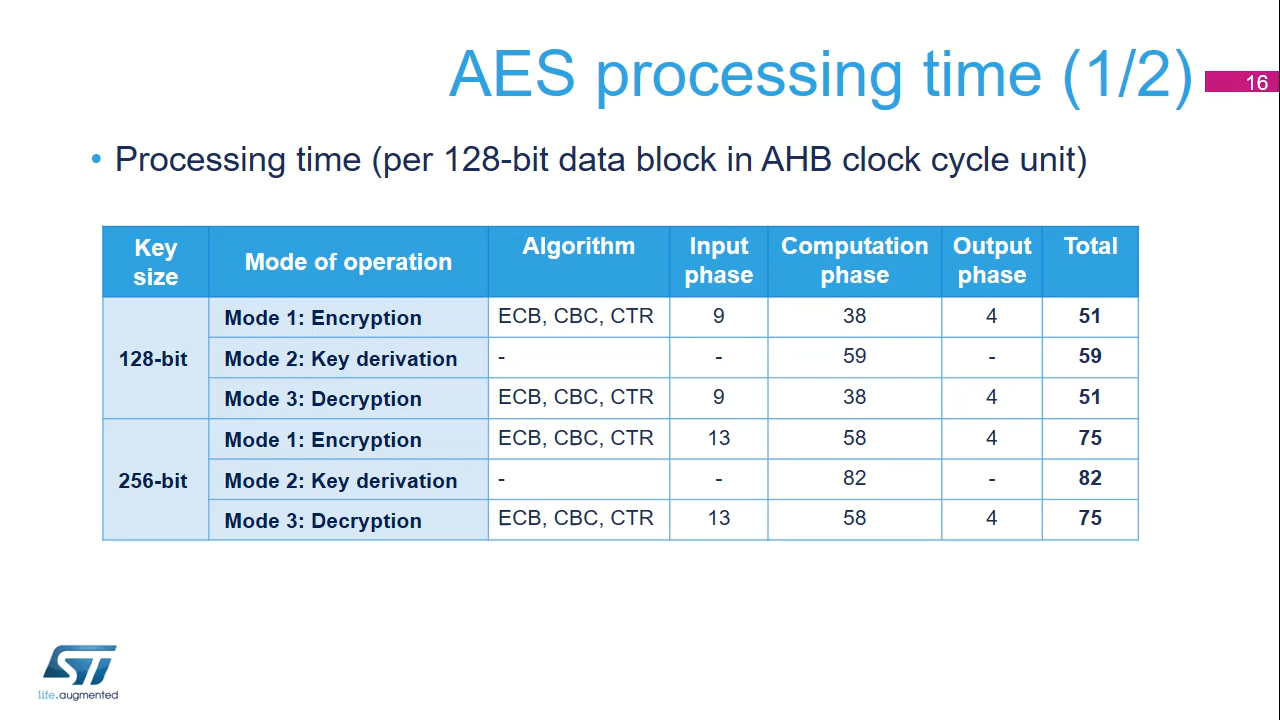 AES processing time (1/2)
16
• Processing time (per 128-bit data block in AHB clock cycle unit)
Key size | Mode of operation | Algorithm | Input phase | Computation phase | Output phase | Total
128-bit | Mode 1: Encryption | ECB, CBC, CTR | 9 | 38 | 4 | 51
Mode 2: Key derivation | - | - | 59 | - | 59
Mode 3: Decryption | ECB, CBC, CTR | 9 | 38 | 4 | 51
256-bit | Mode 1: Encryption | ECB, CBC, CTR | 13 | 58 | 4 | 75
Mode 2: Key derivation | - | - | 82 | - | 82
Mode 3: Decryption | ECB, CBC, CTR | 13 | 58 | 4 | 75
ST
life.augmented